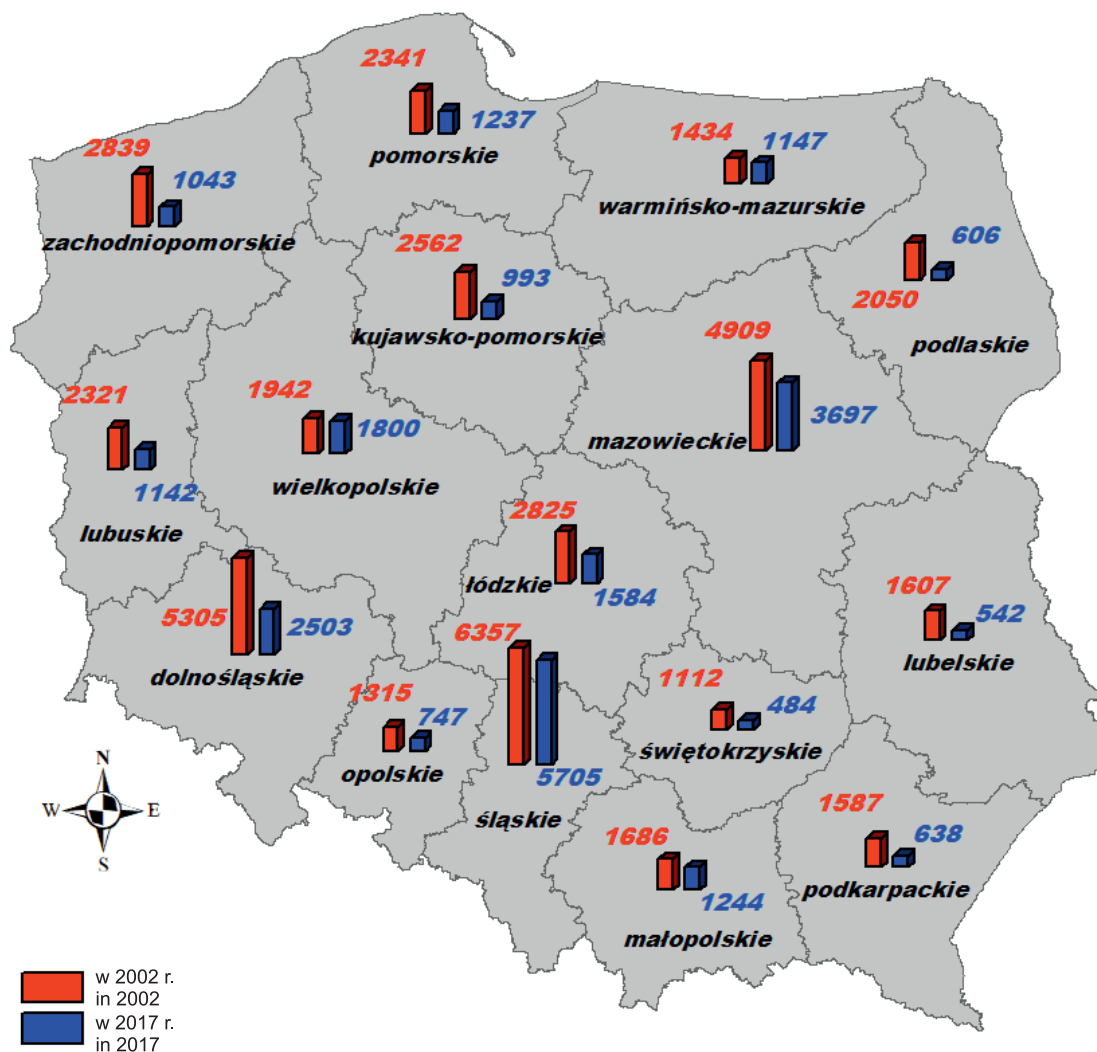 2341
1237
pomorskie
1434
1147
warmińsko-mazurskie
2839
1043
zachodniopomorskie
2562
993
kujawsko-pomorskie
606
2050
podlaskie
4909
3697
mazowieckie
2321
1142
lubuskie
1942
1800
wielkopolskie
2825
1584
łódzkie
5305
2503
dolnośląskie
6357
5705
śląskie
1607
542
lubelskie
1315
747
opolskie
1112
484
świętokrzyskie
1686
1244
małopolskie
1587
638
podkarpackie
N
W
E
S
w 2002 r.
in 2002
w 2017 r.
in 2017